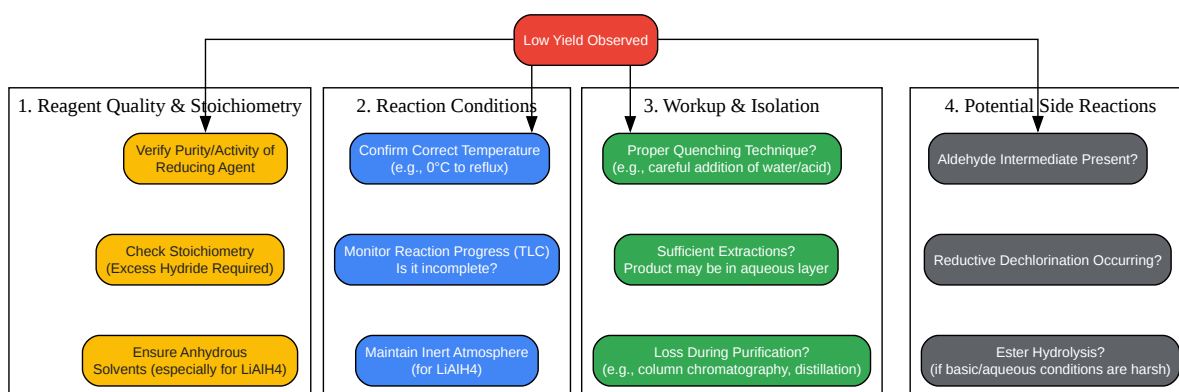 Low Yield Observed
1. Reagent Quality & Stoichiometry
Verify Purity/Activity of
Reducing Agent
Check Stoichiometry
(Excess Hydride Required)
Ensure Anhydrous
Solvents (especially for LiAlH4)
2. Reaction Conditions
Confirm Correct Temperature
(e.g., 0°C to reflux)
Monitor Reaction Progress (TLC)
Is it incomplete?
Maintain Inert Atmosphere
(for LiAlH4)
3. Workup & Isolation
Proper Quenching Technique?
(e.g., careful addition of water/acid)
Sufficient Extractions?
Product may be in aqueous layer
Loss During Purification?
(e.g., column chromatography, distillation)
4. Potential Side Reactions
Aldehyde Intermediate Present?
Reductive Dechlorination Occurring?
Ester Hydrolysis?
(if basic/aqueous conditions are harsh)